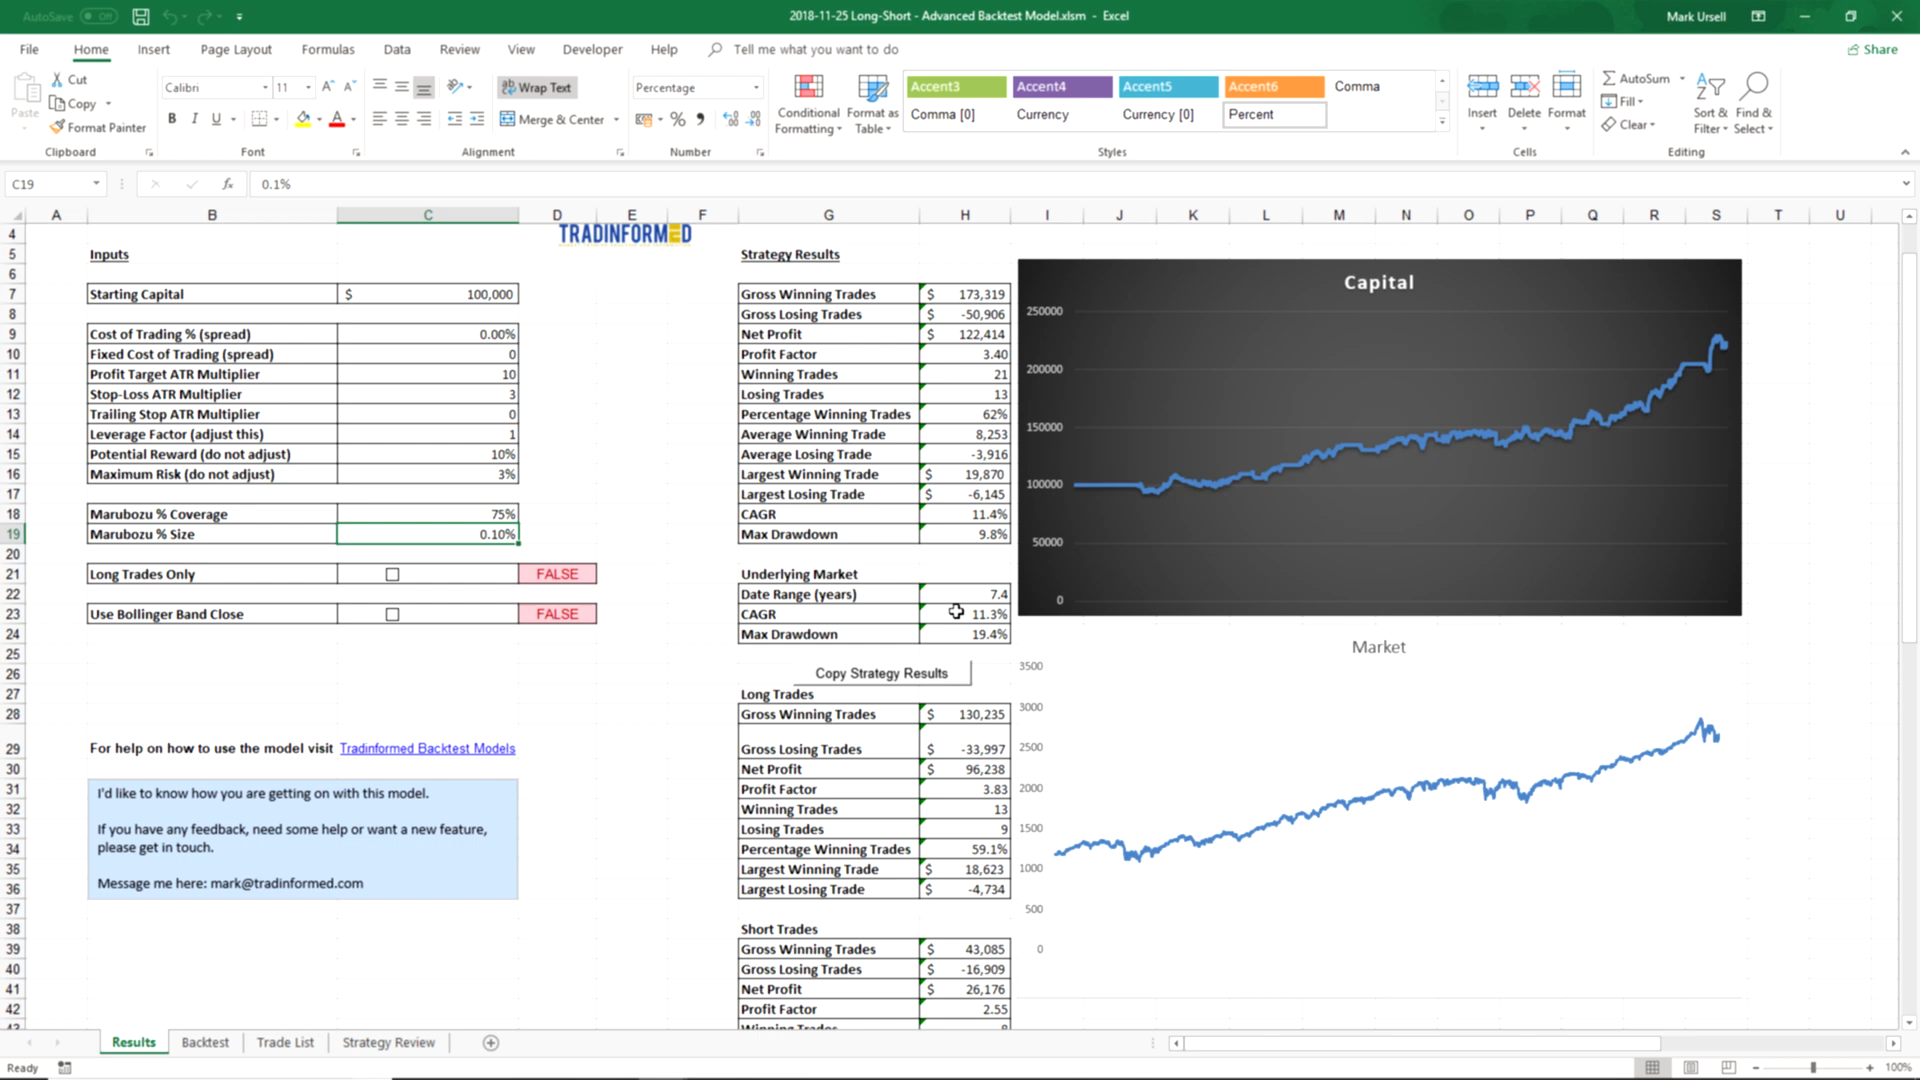 AutoSave Off
2018-11-25 Long-Short - Advanced Backtest Model.xlsm - Excel
Mark Ursell
File Home Insert Page Layout Formulas Data Review View Developer Help Tell me what you want to do Share
Paste
Cut
Copy
Format Painter
Clipboard
Calibri 11
B I U
Font
Wrap Text
Merge & Center
Alignment
Percentage
Number
Conditional Formatting
Format as Table
Accent3 Accent4 Accent5 Accent6 Comma
Comma [0] Currency Currency [0] Percent
Styles
Insert Delete Format
Cells
AutoSum
Fill
Clear
Sort & Filter
Find & Select
Editing
C19 fx 0.1%
A B C D E F G H I J K L M N O P Q R S T U
4 TRADINFORMED
5 Inputs Strategy Results
6
7 Starting Capital $ 100,000 Gross Winning Trades $ 173,319
8 Gross Losing Trades $ -50,906
9 Cost of Trading % (spread) 0.00% Net Profit $ 122,414
10 Fixed Cost of Trading (spread) 0 Profit Factor 3.40
11 Profit Target ATR Multiplier 10 Winning Trades 21
12 Stop-Loss ATR Multiplier 3 Losing Trades 13
13 Trailing Stop ATR Multiplier 0 Percentage Winning Trades 62%
14 Leverage Factor (adjust this) 1 Average Winning Trade 8,253
15 Potential Reward (do not adjust) 10% Average Losing Trade -3,916
16 Maximum Risk (do not adjust) 3% Largest Winning Trade $ 19,870
17 Largest Losing Trade $ -6,145
18 Marubozu % Coverage 75% CAGR 11.4%
19 Marubozu % Size 0.10% Max Drawdown 9.8%
20
21 Long Trades Only FALSE Underlying Market
22 Date Range (years) 7.4
23 Use Bollinger Band Close FALSE CAGR 11.3%
24 Max Drawdown 19.4%
25
26 Copy Strategy Results
27 Long Trades
28 Gross Winning Trades $ 130,235
29 For help on how to use the model visit Tradinformed Backtest Models Gross Losing Trades $ -33,997
30 Net Profit $ 96,238
31 I'd like to know how you are getting on with this model. Profit Factor 3.83
32 Winning Trades 13
33 If you have any feedback, need some help or want a new feature, Losing Trades 9
34 please get in touch. Percentage Winning Trades 59.1%
35 Largest Winning Trade $ 18,623
36 Message me here: mark@tradinformed.com Largest Losing Trade $ -4,734
37
38 Short Trades
39 Gross Winning Trades $ 43,085
40 Gross Losing Trades $ -16,909
41 Net Profit $ 26,176
42 Profit Factor 2.55
43 Winning Trades 8
Capital
250000
200000
150000
100000
50000
0
Market
3500
3000
2500
2000
1500
1000
500
0
Results Backtest Trade List Strategy Review
Ready 100%